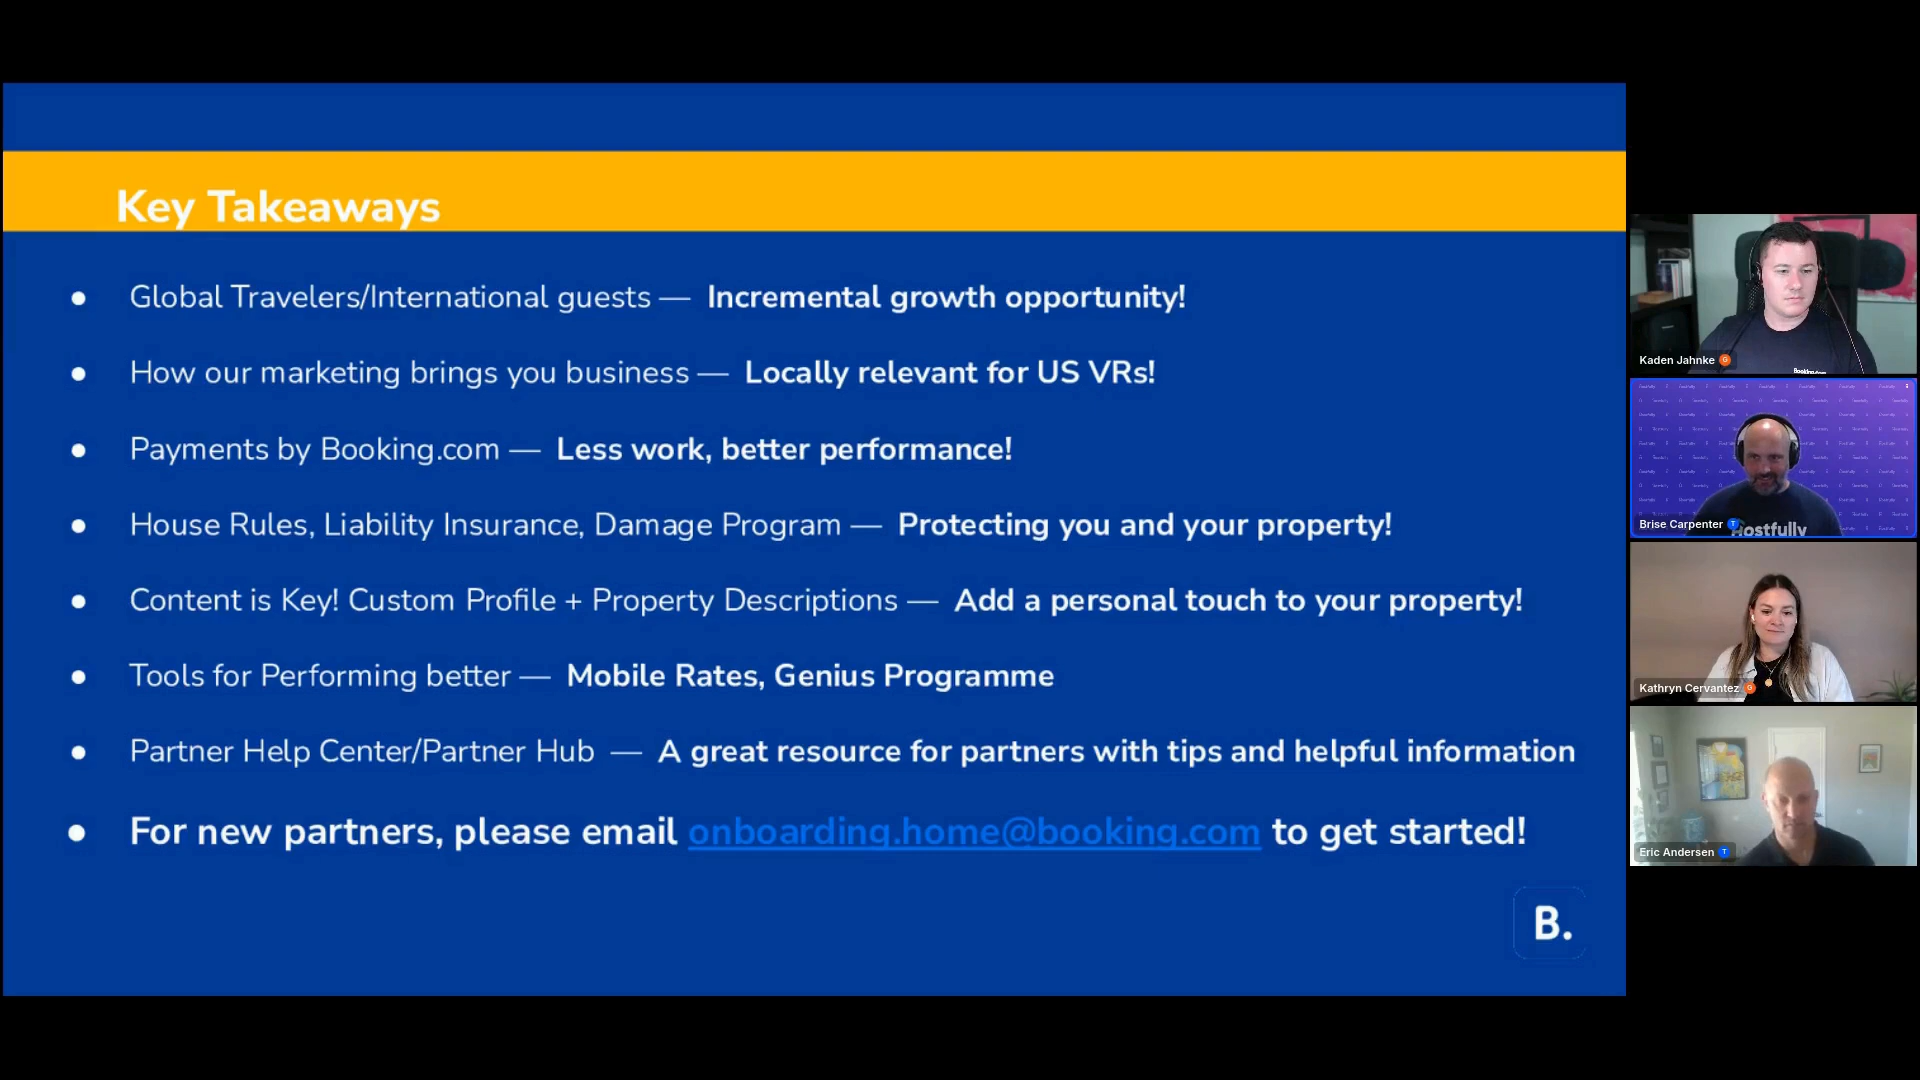 Key Takeaways
● Global Travelers/International guests — Incremental growth opportunity!
● How our marketing brings you business — Locally relevant for US VRs!
● Payments by Booking.com — Less work, better performance!
● House Rules, Liability Insurance, Damage Program — Protecting you and your property!
● Content is Key! Custom Profile + Property Descriptions — Add a personal touch to your property!
● Tools for Performing better — Mobile Rates, Genius Programme
● Partner Help Center/Partner Hub — A great resource for partners with tips and helpful information
● For new partners, please email onboarding.home@booking.com to get started!
B.
Kaden Jahnke G
Booking.com
Hostfully
Brise Carpenter T
Kathryn Cervantez G
Eric Andersen T